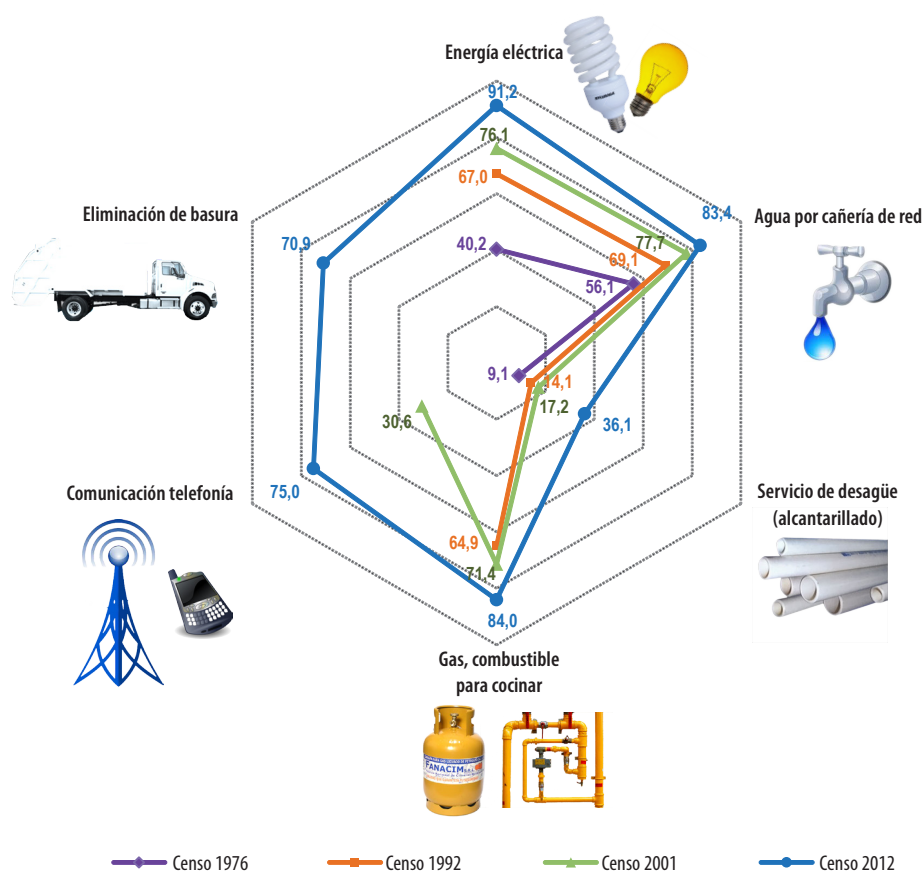 Energía eléctrica
91,2
76,1
67,0
40,2
Agua por cañería de red
83,4
77,7
69,1
56,1
Eliminación de basura
70,9
9,1
14,1
17,2
36,1
30,6
Comunicación telefonía
75,0
Servicio de desagüe
(alcantarillado)
64,9
71,4
84,0
Gas, combustible
para cocinar
FANACIM S.R.L.
Censo 1976
Censo 1992
Censo 2001
Censo 2012